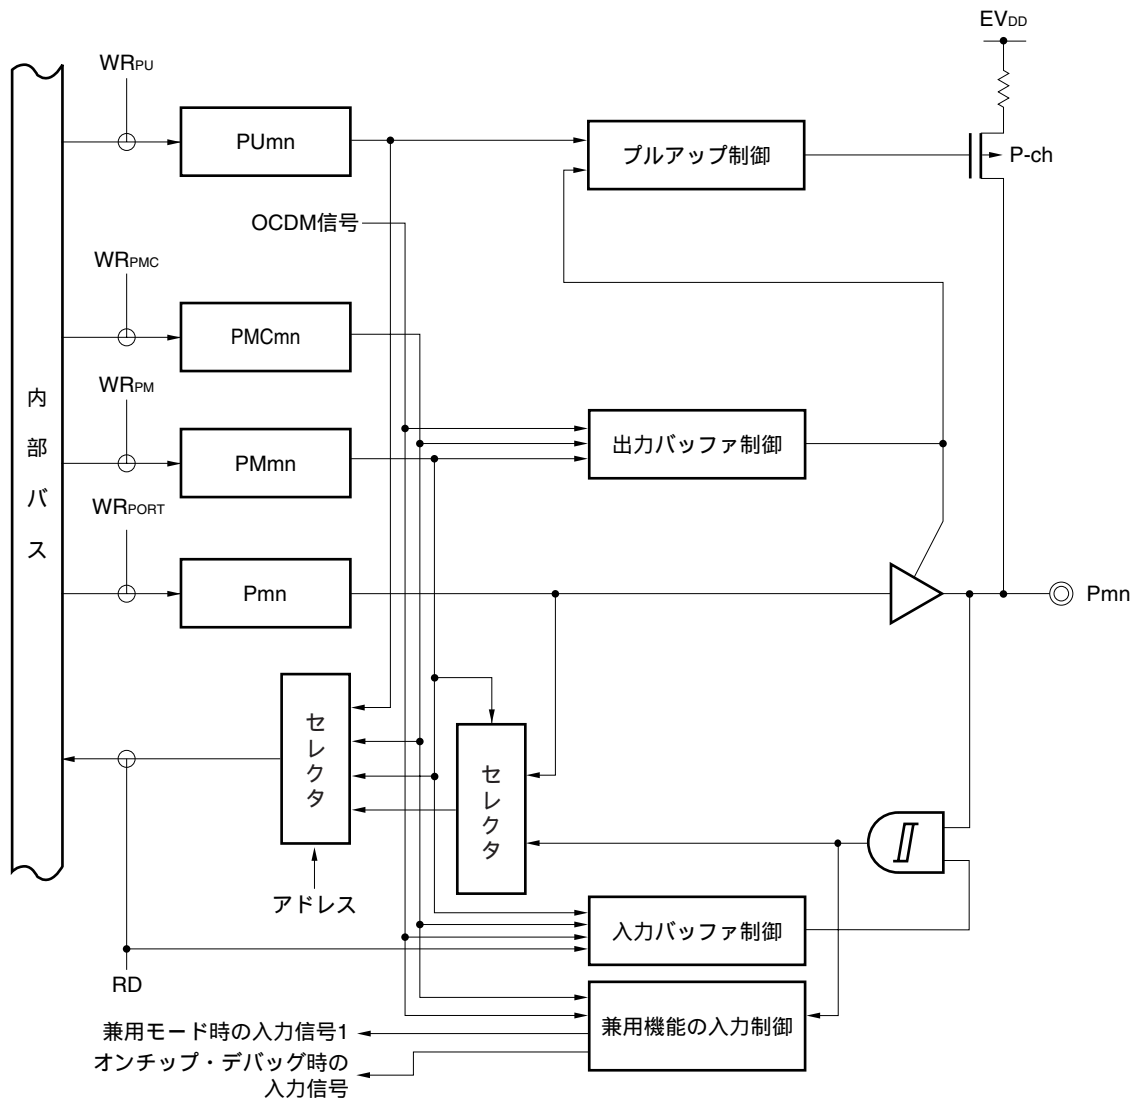 EVDD
WRPU
PUmn
プルアップ制御
P-ch
OCDM信号
WRPMC
PMCmn
WRPM
内部バス
出力バッファ制御
PMmn
WRPORT
Pmn
Pmn
セレクタ
セレクタ
アドレス
入力バッファ制御
RD
兼用機能の入力制御
兼用モード時の入力信号1
オンチップ・デバッグ時の
入力信号